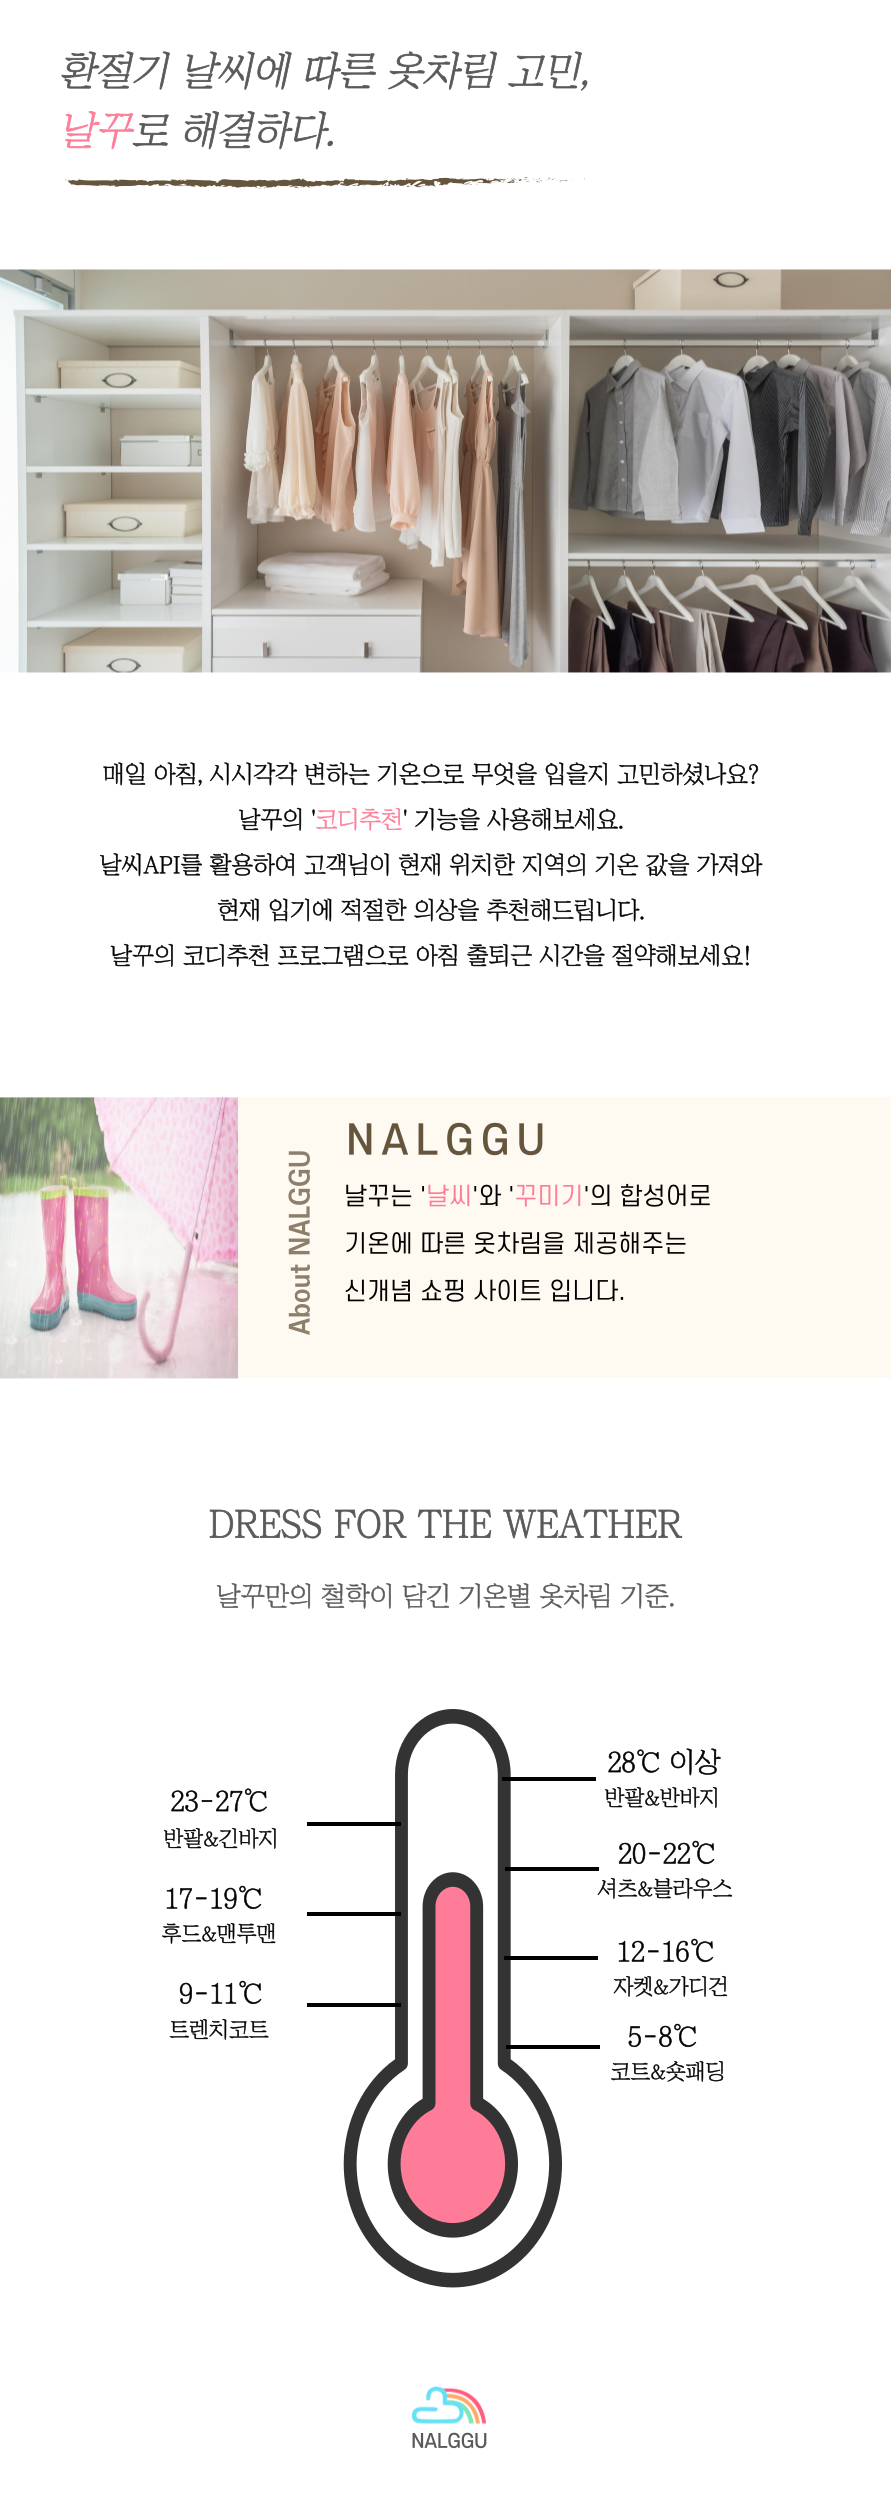 환절기 날씨에 따른 옷차림 고민,
날꾸로 해결하다.
매일 아침, 시시각각 변하는 기온으로 무엇을 입을지 고민하셨나요?
날꾸의 '코디추천' 기능을 사용해보세요.
날씨API를 활용하여 고객님이 현재 위치한 지역의 기온 값을 가져와
현재 입기에 적절한 의상을 추천해드립니다.
날꾸의 코디추천 프로그램으로 아침 출퇴근 시간을 절약해보세요!
About NALGGU
NALGGU
날꾸는 '날씨'와 '꾸미기'의 합성어로
기온에 따른 옷차림을 제공해주는
신개념 쇼핑 사이트 입니다.
DRESS FOR THE WEATHER
날꾸만의 철학이 담긴 기온별 옷차림 기준.
28℃ 이상
반팔&반바지
23-27℃
반팔&긴바지
20-22℃
셔츠&블라우스
17-19℃
후드&맨투맨
12-16℃
자켓&가디건
9-11℃
트렌치코트
5-8℃
코트&숏패딩
NALGGU